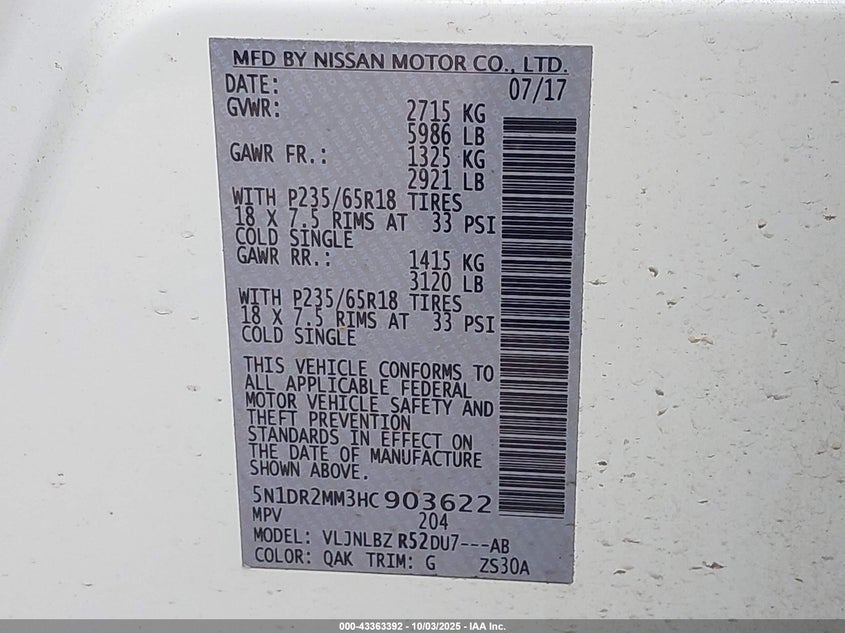 MFD BY NISSAN MOTOR CO., LTD.
DATE: 07/17
GVWR: 2715 KG
5986 LB
GAWR FR.: 1325 KG
2921 LB
WITH P235/65R18 TIRES
18 X 7.5 RIMS AT 33 PSI
COLD SINGLE
GAWR RR.: 1415 KG
3120 LB
WITH P235/65R18 TIRES
18 X 7.5 RIMS AT 33 PSI
COLD SINGLE
THIS VEHICLE CONFORMS TO
ALL APPLICABLE FEDERAL
MOTOR VEHICLE SAFETY AND
THEFT PREVENTION
STANDARDS IN EFFECT ON
THE DATE OF MANUFACTURE
SHOWN ABOVE.
5N1DR2MM3HC903622
MPV 204
MODEL: VLJNLBZ R52DU7---AB
COLOR: QAK TRIM: G ZS30A
000-43363392 - 10/03/2025 - IAA Inc.